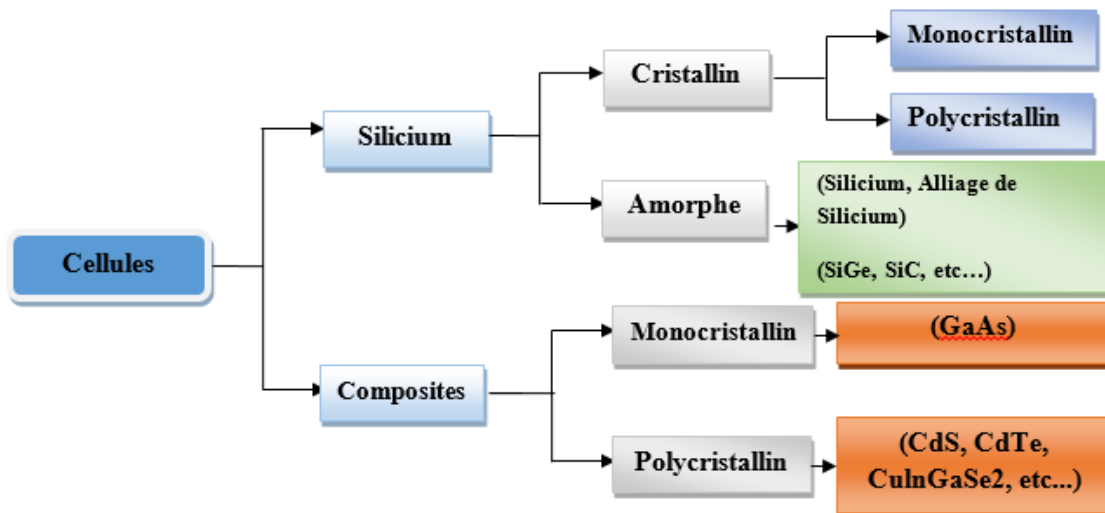 Monocristallin
Cristallin
Polycristallin
Silicium
(Silicium, Alliage de
Silicium)
Amorphe
(SiGe, SiC, etc…)
Cellules
Monocristallin
(GaAs)
Composites
Polycristallin
(CdS, CdTe,
CulnGaSe2, etc...)